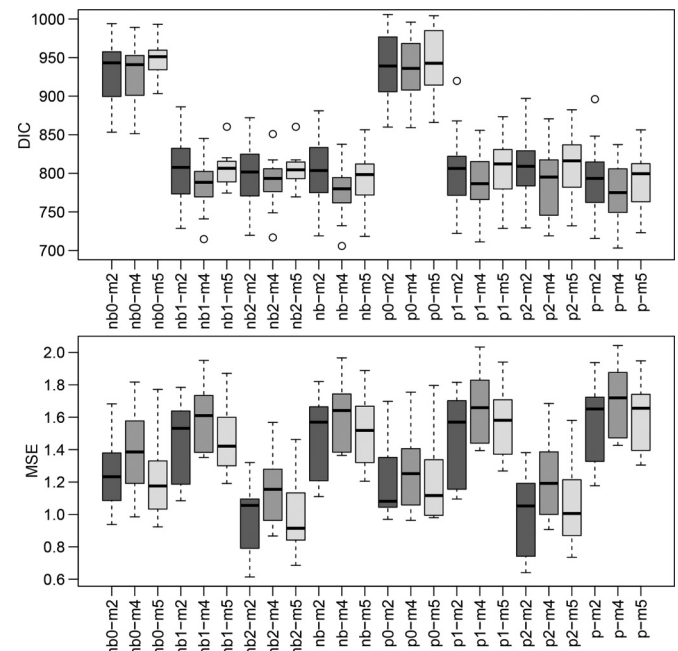 DIC
1000
950
900
850
800
750
700
nb0−m2
nb0−m4
nb0−m5
nb1−m2
nb1−m4
nb1−m5
nb2−m2
nb2−m4
nb2−m5
nb−m2
nb−m4
nb−m5
p0−m2
p0−m4
p0−m5
p1−m2
p1−m4
p1−m5
p2−m2
p2−m4
p2−m5
p−m2
p−m4
p−m5
MSE
2.0
1.8
1.6
1.4
1.2
1.0
0.8
0.6
nb0−m2
nb0−m4
nb0−m5
nb1−m2
nb1−m4
nb1−m5
nb2−m2
nb2−m4
nb2−m5
nb−m2
nb−m4
nb−m5
p0−m2
p0−m4
p0−m5
p1−m2
p1−m4
p1−m5
p2−m2
p2−m4
p2−m5
p−m2
p−m4
p−m5